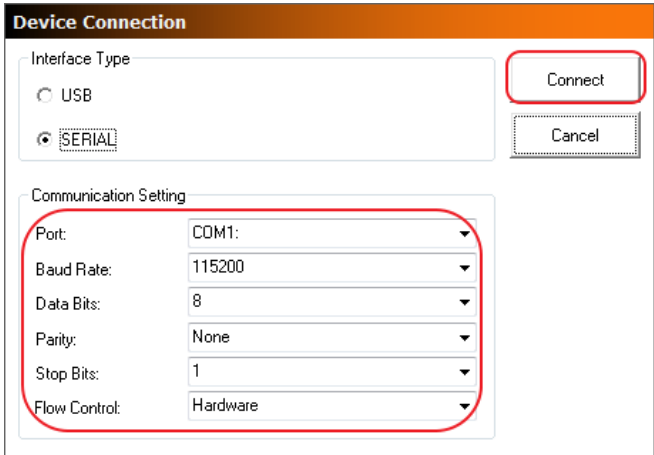 Device Connection
Interface Type
USB
SERIAL
Connect
Cancel
Communication Setting
Port: COM1:
Baud Rate: 115200
Data Bits: 8
Parity: None
Stop Bits: 1
Flow Control: Hardware